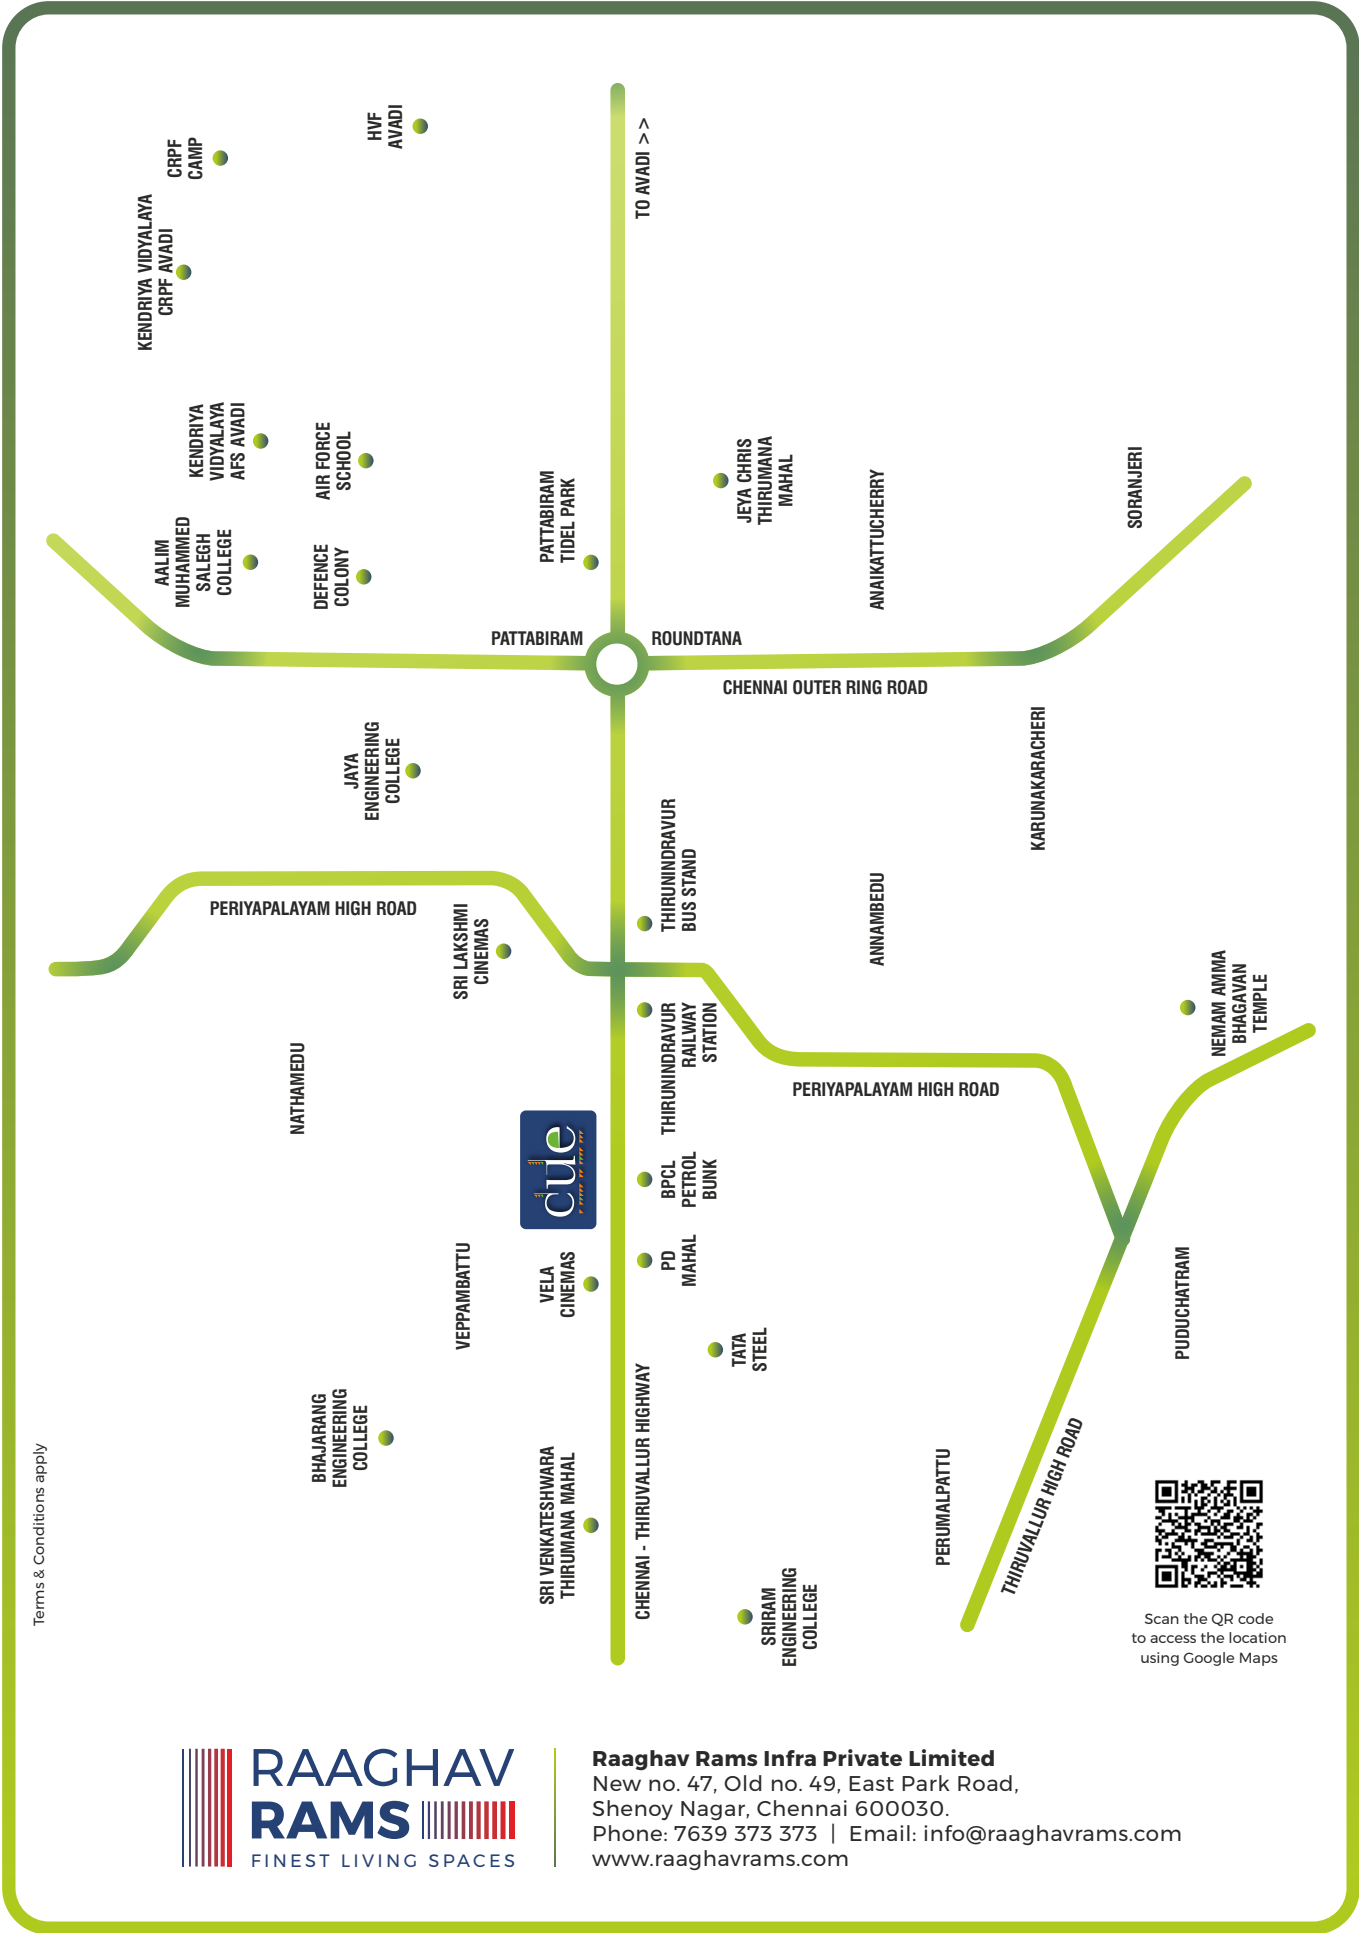 CRPF
CAMP
HVF
AVADI
TO AVADI >>
KENDRIYA VIDYALAYA
CRPF AVADI
KENDRIYA
VIDYALAYA
AFS AVADI
AIR FORCE
SCHOOL
PATTABIRAM
TIDEL PARK
JEYA CHRIS
THIRUMANA
MAHAL
ANAIKATTUCHERRY
SORANJERI
AALIM
MUHAMMED
SALEGH
COLLEGE
DEFENCE
COLONY
PATTABIRAM ROUNDTANA
CHENNAI OUTER RING ROAD
JAYA
ENGINEERING
COLLEGE
KARUNAKARACHERI
THIRUNINDRAVUR
BUS STAND
PERIYAPALAYAM HIGH ROAD
SRI LAKSHMI
CINEMAS
ANNAMBEDU
NEMAM AMMA
BHAGAVAN
TEMPLE
NATHAMEDU
THIRUNINDRAVUR
RAILWAY
STATION
PERIYAPALAYAM HIGH ROAD
cue
BPCL
PETROL
BUNK
VEPPAMBATTU
VELA
CINEMAS
PD
MAHAL
PUDUCHATRAM
TATA
STEEL
BHAJARANG
ENGINEERING
COLLEGE
SRI VENKATESHWARA
THIRUMANA MAHAL
CHENNAI - THIRUVALLUR HIGHWAY
PERUMALPATTU
THIRUVALLUR HIGH ROAD
SRIRAM
ENGINEERING
COLLEGE
Terms & Conditions apply
Scan the QR code
to access the location
using Google Maps
RAAGHAV
RAMS
FINEST LIVING SPACES
Raaghav Rams Infra Private Limited
New no. 47, Old no. 49, East Park Road,
Shenoy Nagar, Chennai 600030.
Phone: 7639 373 373 | Email: info@raaghavrams.com
www.raaghavrams.com